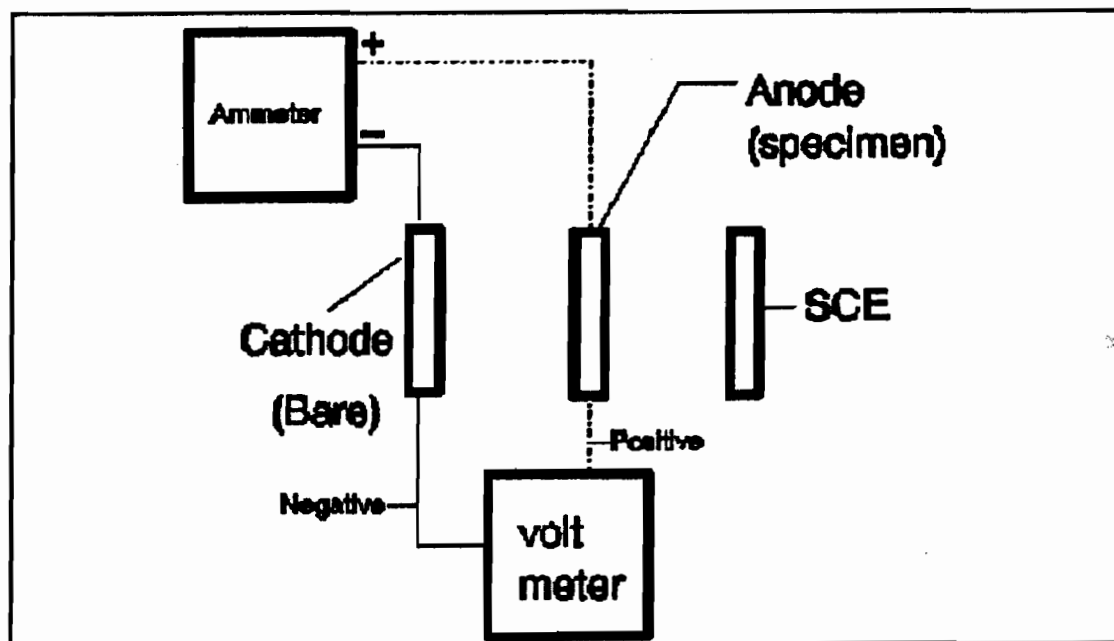 +
Ammeter
−
Anode
(specimen)
SCE
Cathode
(Bare)
Positive
Negative
volt
meter